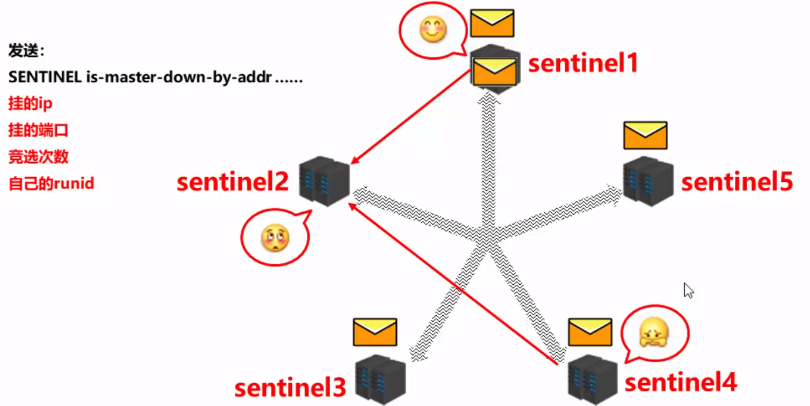 发送：
SENTINEL is-master-down-by-addr ……
挂的ip
挂的端口
竞选次数
自己的runid
sentinel1
sentinel2
sentinel5
sentinel3
sentinel4